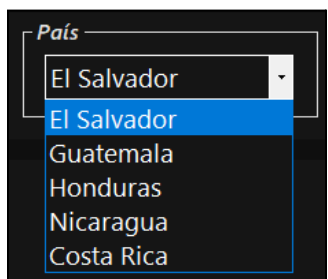 País
El Salvador
El Salvador
Guatemala
Honduras
Nicaragua
Costa Rica